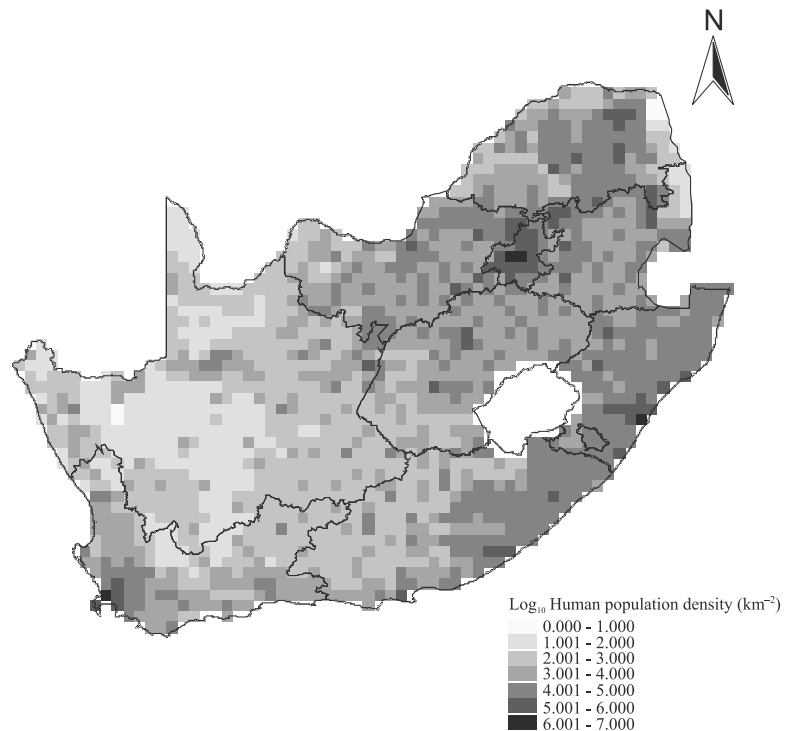 N
Log₁₀ Human population density (km⁻²)
0.000 - 1.000
1.001 - 2.000
2.001 - 3.000
3.001 - 4.000
4.001 - 5.000
5.001 - 6.000
6.001 - 7.000